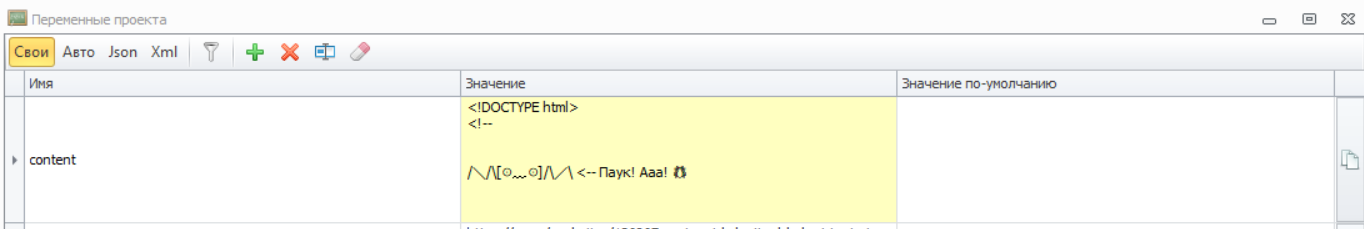 Переменные проекта
Свои Авто Json Xml
Имя Значение Значение по-умолчанию
<!DOCTYPE html>
<!--
content
/╲/\[☉﹏☉]/\╱\ <-- Паук! Ааа!